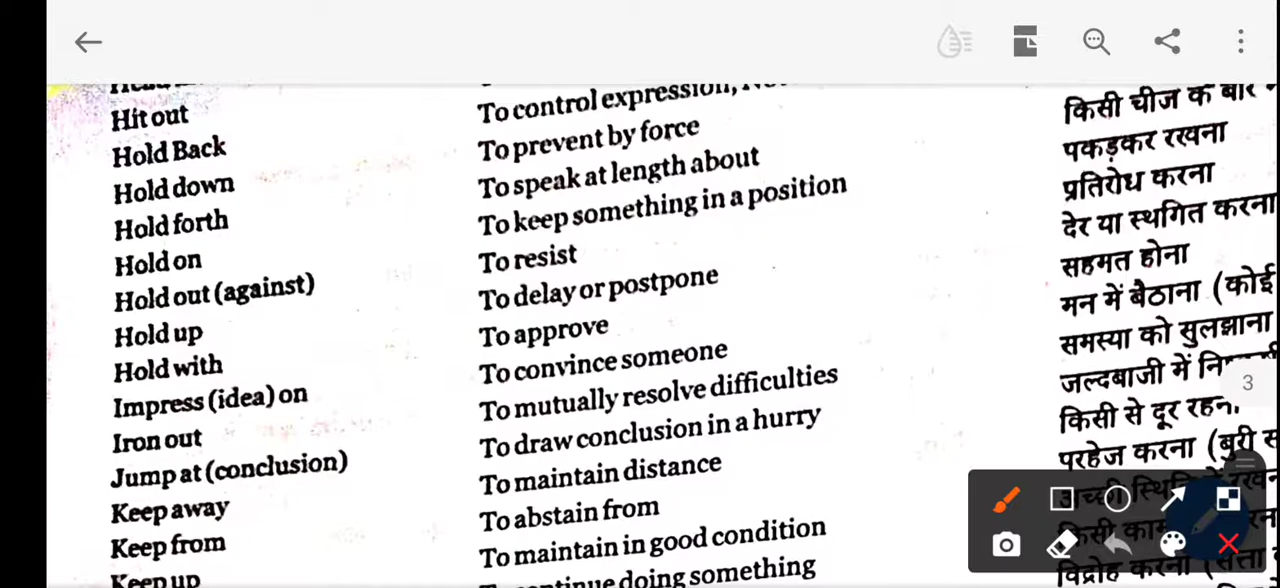 Hit out
Hold Back To control expression,
Hold down To prevent by force
Hold forth To speak at length about किसी चीज के बारे
Hold on To keep something in a position पकड़कर रखना
Hold out (against) To resist प्रतिरोध करना
Hold up To delay or postpone देर या स्थगित करना
Hold with To approve सहमत होना
Impress (idea) on To convince someone मन में बैठाना (कोई
Iron out To mutually resolve difficulties समस्या को सुलझाना
Jump at (conclusion) To draw conclusion in a hurry जल्दबाजी में
Keep away To maintain distance किसी से दूर
Keep from To abstain from परहेज करना (बुरी
Keep up To maintain in good condition अच्छी स्थिति में
doing something किसी काम
विद्रोह करना (सत्ता
3